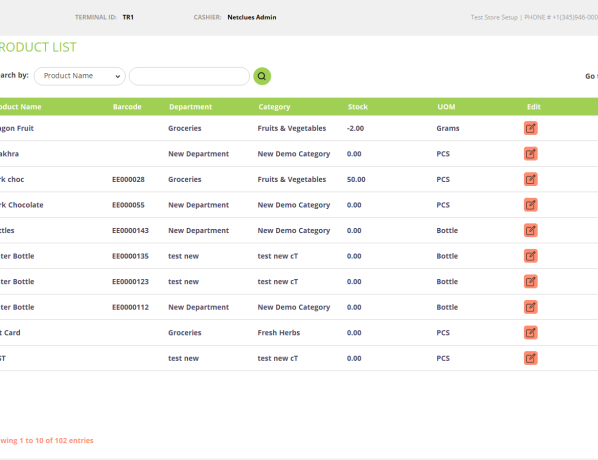 TERMINAL ID: TR1 CASHIER: Netclues Admin Test Store Setup | PHONE # +1(345)946-000
RODUCT LIST
arch by: Product Name Go
oduct Name Barcode Department Category Stock UOM Edit
agon Fruit Groceries Fruits & Vegetables -2.00 Grams
akhra New Department New Demo Category 0.00 PCS
rk choc EE000028 Groceries Fruits & Vegetables 50.00 PCS
rk Chocolate EE000055 New Department New Demo Category 0.00 PCS
ttles EE0000143 New Department New Demo Category 0.00 Bottle
ter Bottle EE0000135 test new test new cT 0.00 Bottle
ter Bottle EE0000123 test new test new cT 0.00 Bottle
ter Bottle EE0000112 New Department New Demo Category 0.00 Bottle
t Card Groceries Fresh Herbs 0.00 PCS
ST test new test new cT 0.00 PCS
wing 1 to 10 of 102 entries